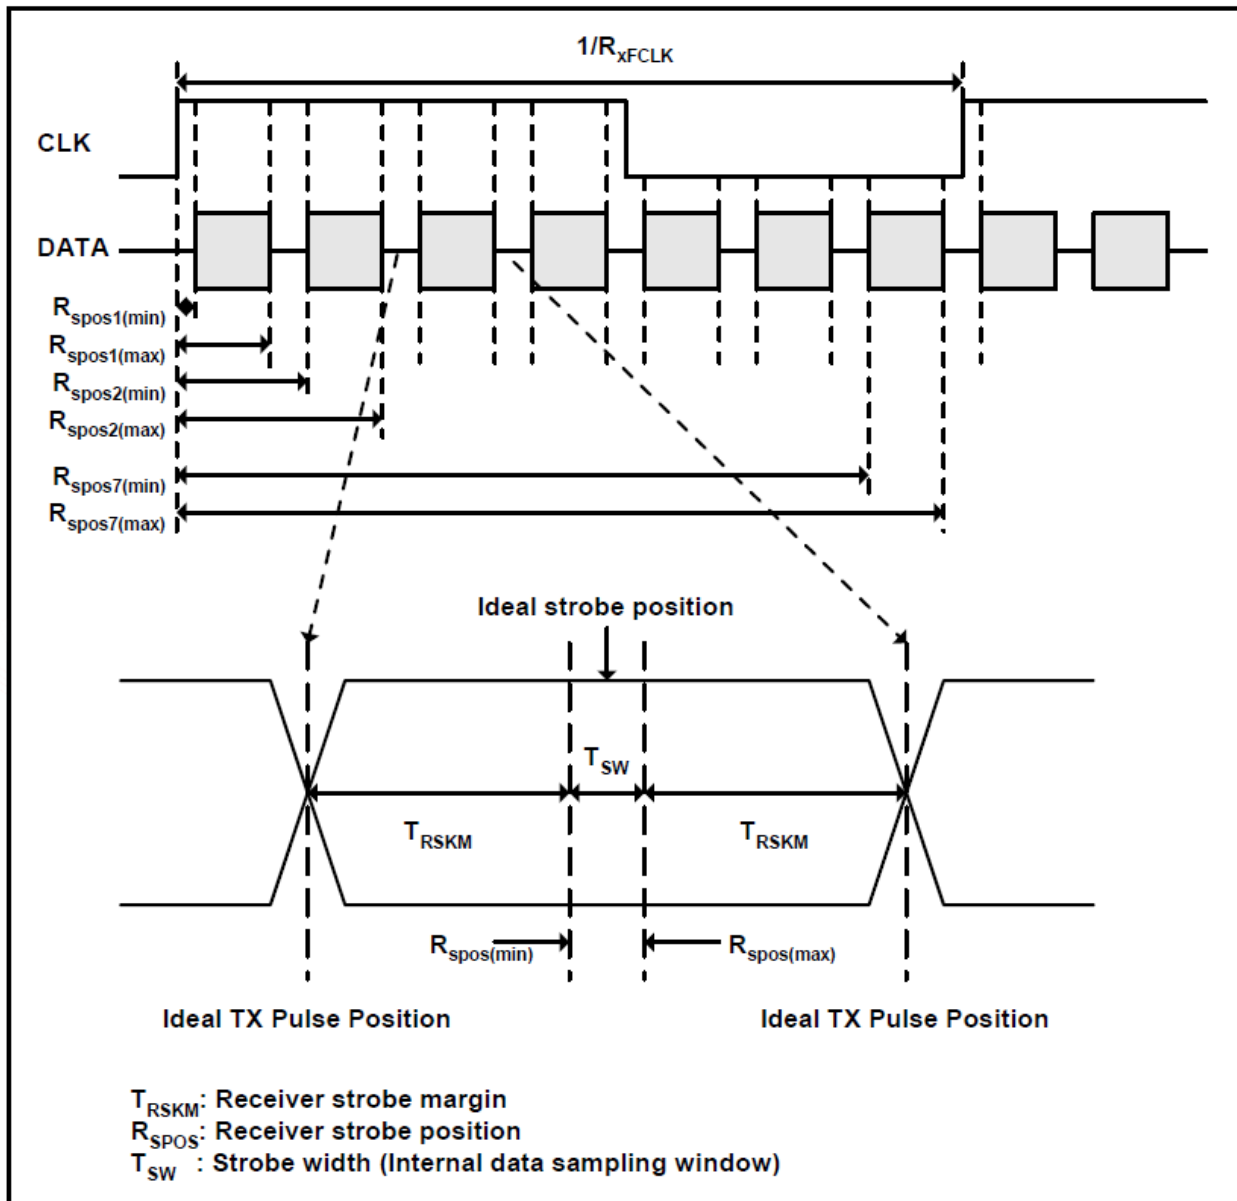 1/RxFCLK
CLK
DATA
Rspos1(min)
Rspos1(max)
Rspos2(min)
Rspos2(max)
Rspos7(min)
Rspos7(max)
Ideal strobe position
TSW
TRSKM TRSKM
Rspos(min) Rspos(max)
Ideal TX Pulse Position Ideal TX Pulse Position
TRSKM: Receiver strobe margin
RSPOS: Receiver strobe position
TSW : Strobe width (Internal data sampling window)